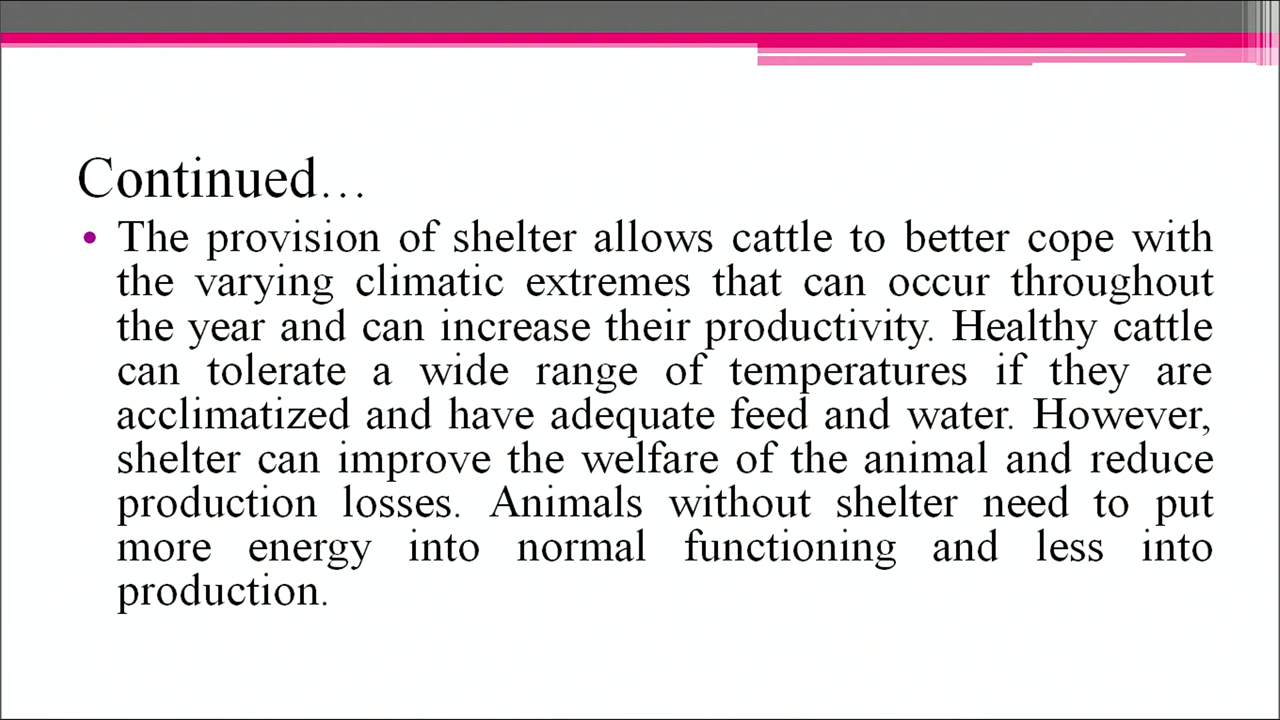 Continued…
• The provision of shelter allows cattle to better cope with
the varying climatic extremes that can occur throughout
the year and can increase their productivity. Healthy cattle
can tolerate a wide range of temperatures if they are
acclimatized and have adequate feed and water. However,
shelter can improve the welfare of the animal and reduce
production losses. Animals without shelter need to put
more energy into normal functioning and less into
production.